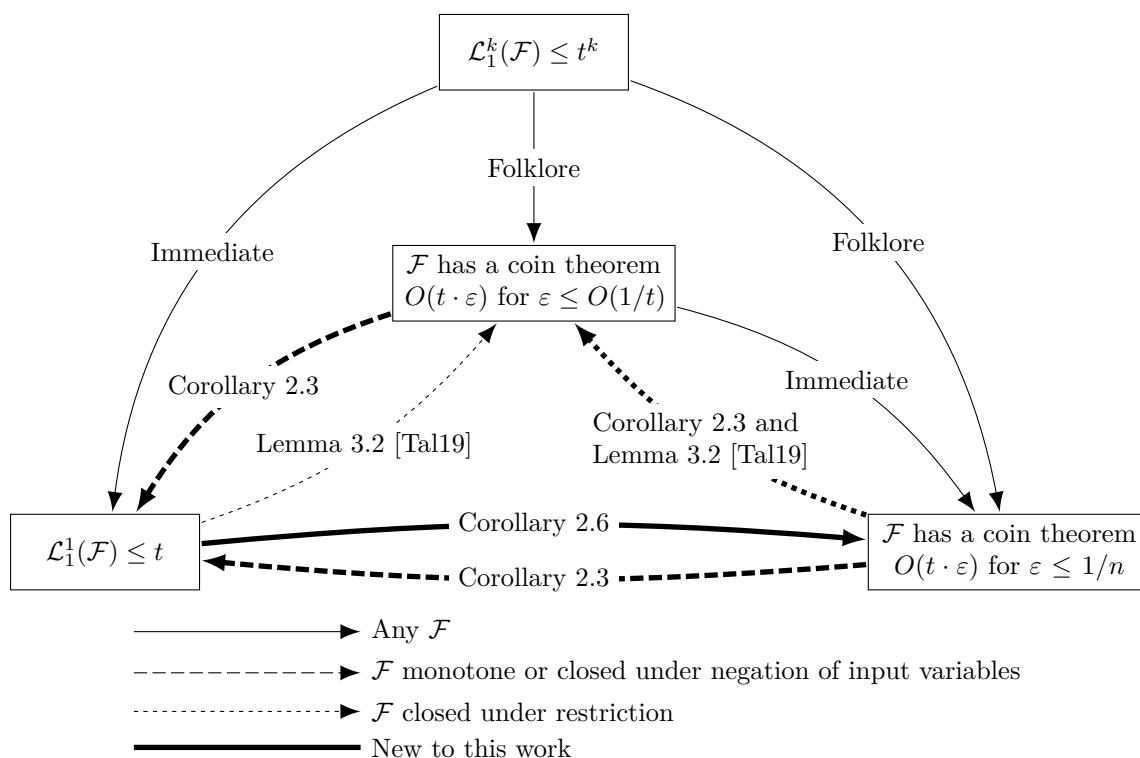 𝓛₁ᵏ(𝓕) ≤ tᵏ
Folklore
Immediate
Folklore
𝓕 has a coin theorem
O(t · ε) for ε ≤ O(1/t)
Corollary 2.3
Immediate
Lemma 3.2 [Tal19]
Corollary 2.3 and
Lemma 3.2 [Tal19]
𝓛₁¹(𝓕) ≤ t
Corollary 2.6
Corollary 2.3
𝓕 has a coin theorem
O(t · ε) for ε ≤ 1/n
Any 𝓕
𝓕 monotone or closed under negation of input variables
𝓕 closed under restriction
New to this work